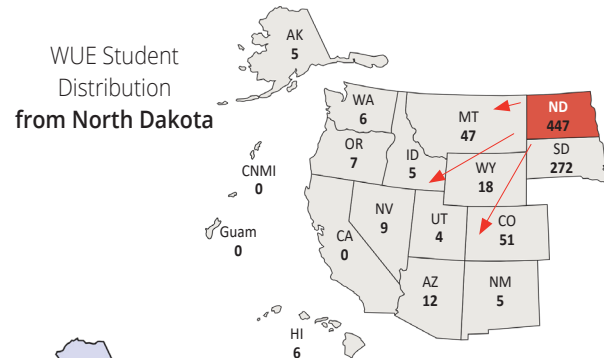 WUE Student
Distribution
from North Dakota
AK
5
WA
6
MT
47
ND
447
OR
7
ID
5
SD
272
WY
18
CNMI
0
NV
9
UT
4
CO
51
Guam
0
CA
0
AZ
12
NM
5
HI
6